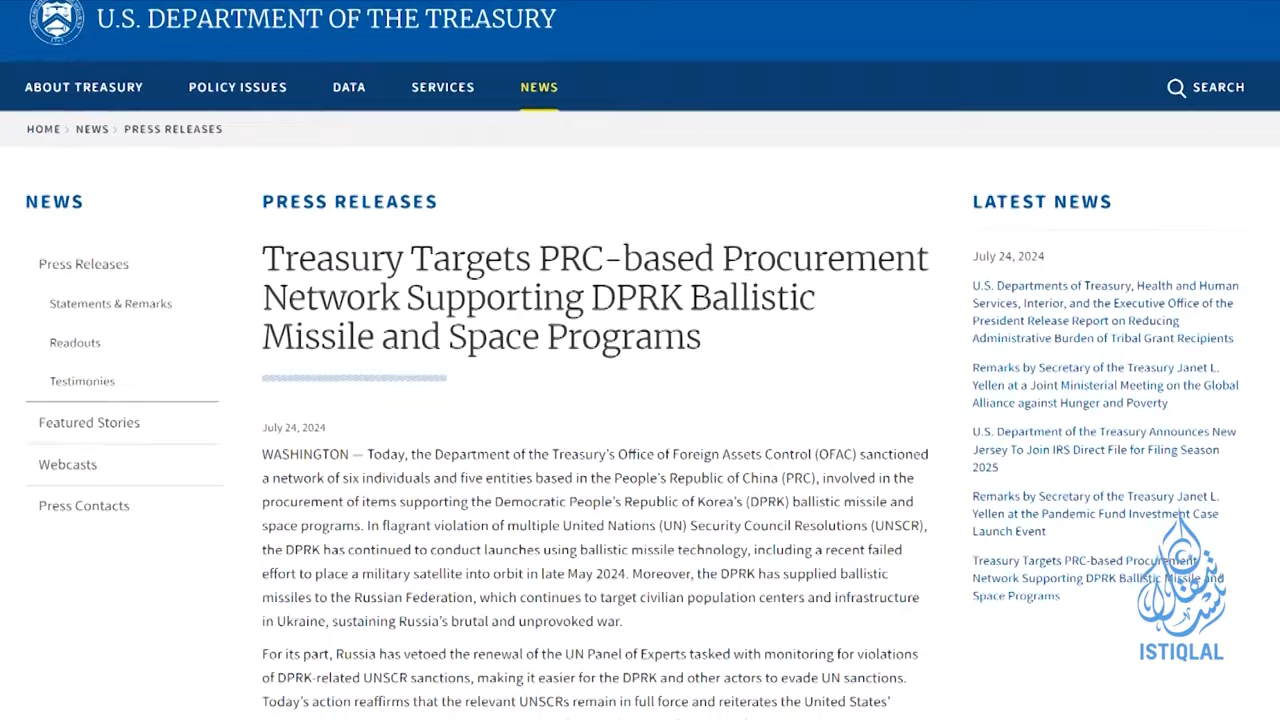 U.S. DEPARTMENT OF THE TREASURY
ABOUT TREASURY
POLICY ISSUES
DATA
SERVICES
NEWS
SEARCH
HOME > NEWS > PRESS RELEASES
NEWS
Press Releases
Statements & Remarks
Readouts
Testimonies
Featured Stories
Webcasts
Press Contacts
PRESS RELEASES
Treasury Targets PRC-based Procurement
Network Supporting DPRK Ballistic
Missile and Space Programs
July 24, 2024
WASHINGTON — Today, the Department of the Treasury's Office of Foreign Assets Control (OFAC) sanctioned
a network of six individuals and five entities based in the People's Republic of China (PRC), involved in the
procurement of items supporting the Democratic People's Republic of Korea's (DPRK) ballistic missile and
space programs. In flagrant violation of multiple United Nations (UN) Security Council Resolutions (UNSCR),
the DPRK has continued to conduct launches using ballistic missile technology, including a recent failed
effort to place a military satellite into orbit in late May 2024. Moreover, the DPRK has supplied ballistic
missiles to the Russian Federation, which continues to target civilian population centers and infrastructure
in Ukraine, sustaining Russia's brutal and unprovoked war.
For its part, Russia has vetoed the renewal of the UN Panel of Experts tasked with monitoring for violations
of DPRK-related UNSCR sanctions, making it easier for the DPRK and other actors to evade UN sanctions.
Today's action reaffirms that the relevant UNSCRs remain in full force and reiterates the United States'
LATEST NEWS
July 24, 2024
U.S. Departments of Treasury, Health and Human
Services, Interior, and the Executive Office of the
President Release Report on Reducing
Administrative Burden of Tribal Grant Recipients
Remarks by Secretary of the Treasury Janet L.
Yellen at a Joint Ministerial Meeting on the Global
Alliance against Hunger and Poverty
U.S. Department of the Treasury Announces New
Jersey To Join IRS Direct File for Filing Season
2025
Remarks by Secretary of the Treasury Janet L.
Yellen at the Pandemic Fund Investment Case
Launch Event
Treasury Targets PRC-based Procurement
Network Supporting DPRK Ballistic Missile and
Space Programs
ISTIQLAL